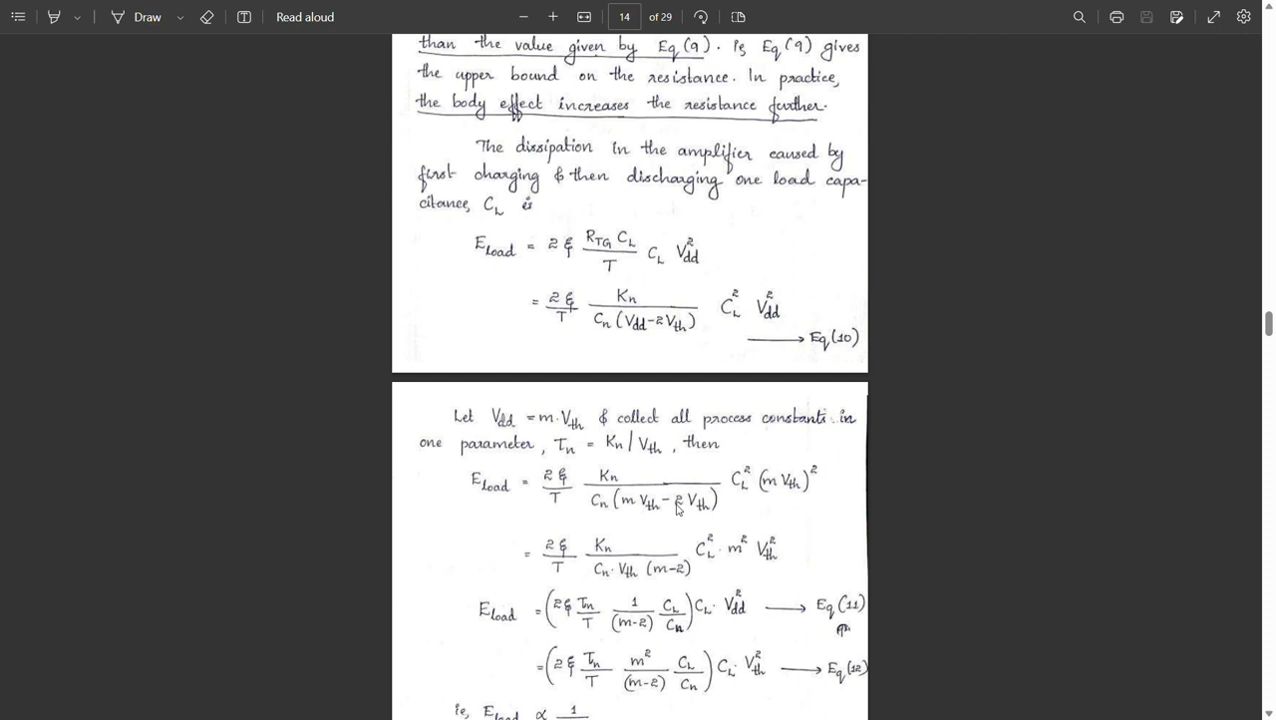 Draw
Read aloud
14 of 29
than the value given by Eq(9). ie, Eq(9) gives
the upper bound on the resistance. In practice,
the body effect increases the resistance further.
The dissipation in the amplifier caused by
first charging & then discharging one load capa-
citance, C_L is
E_load = 2ξ (R_TG C_L / T) C_L V_dd^2
= (2ξ / T) (K_n / C_n (V_dd - 2V_th)) C_L^2 V_dd^2
→ Eq(10)
Let V_dd = m·V_th & collect all process constants in
one parameter, T_n = K_n / V_th, then
E_load = (2ξ / T) (K_n / C_n (m V_th - 2 V_th)) C_L^2 (m V_th)^2
= (2ξ / T) (K_n / C_n·V_th (m-2)) C_L^2 · m^2 V_th^2
E_load = (2ξ (T_n / T) (1 / (m-2)) (C_L / C_n)) C_L· V_dd^2 → Eq(11)
= (2ξ (T_n / T) (m^2 / (m-2)) (C_L / C_n)) C_L· V_th^2 → Eq(12)
ie, E_load ∝ 1